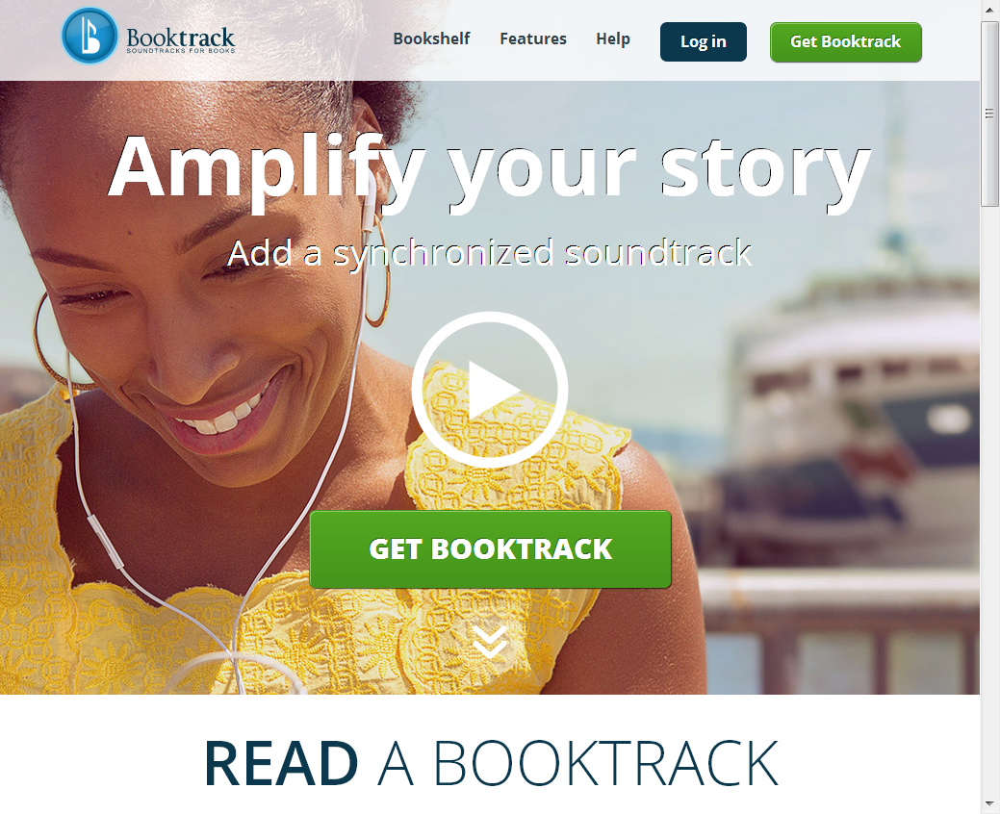 Booktrack
SOUNDTRACKS FOR BOOKS
Bookshelf Features Help Log in Get Booktrack
Amplify your story
Add a synchronized soundtrack
GET BOOKTRACK
READ A BOOKTRACK